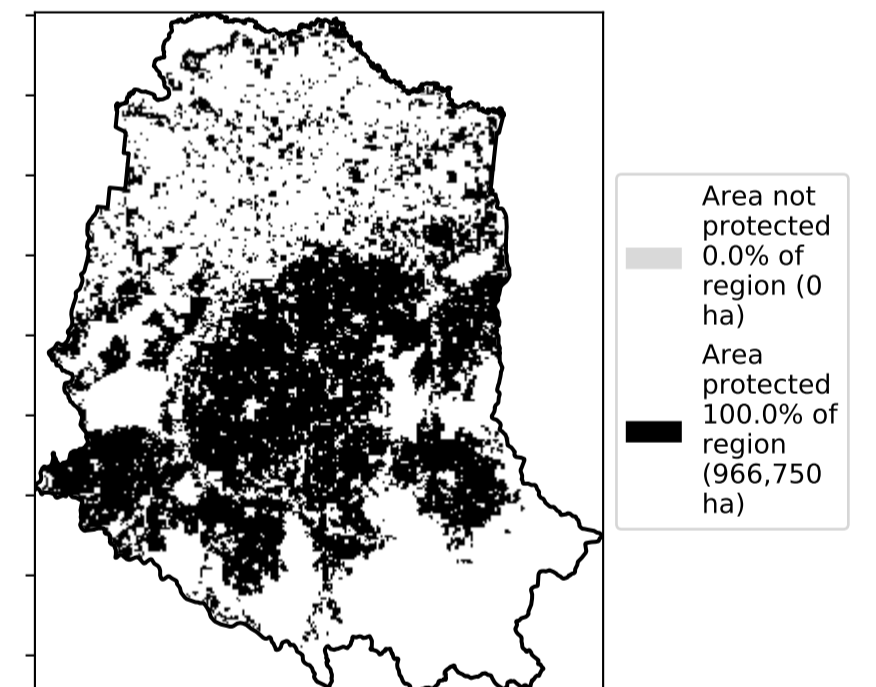 Area not
protected
0.0% of
region (0
ha)
Area
protected
100.0% of
region
(966,750
ha)